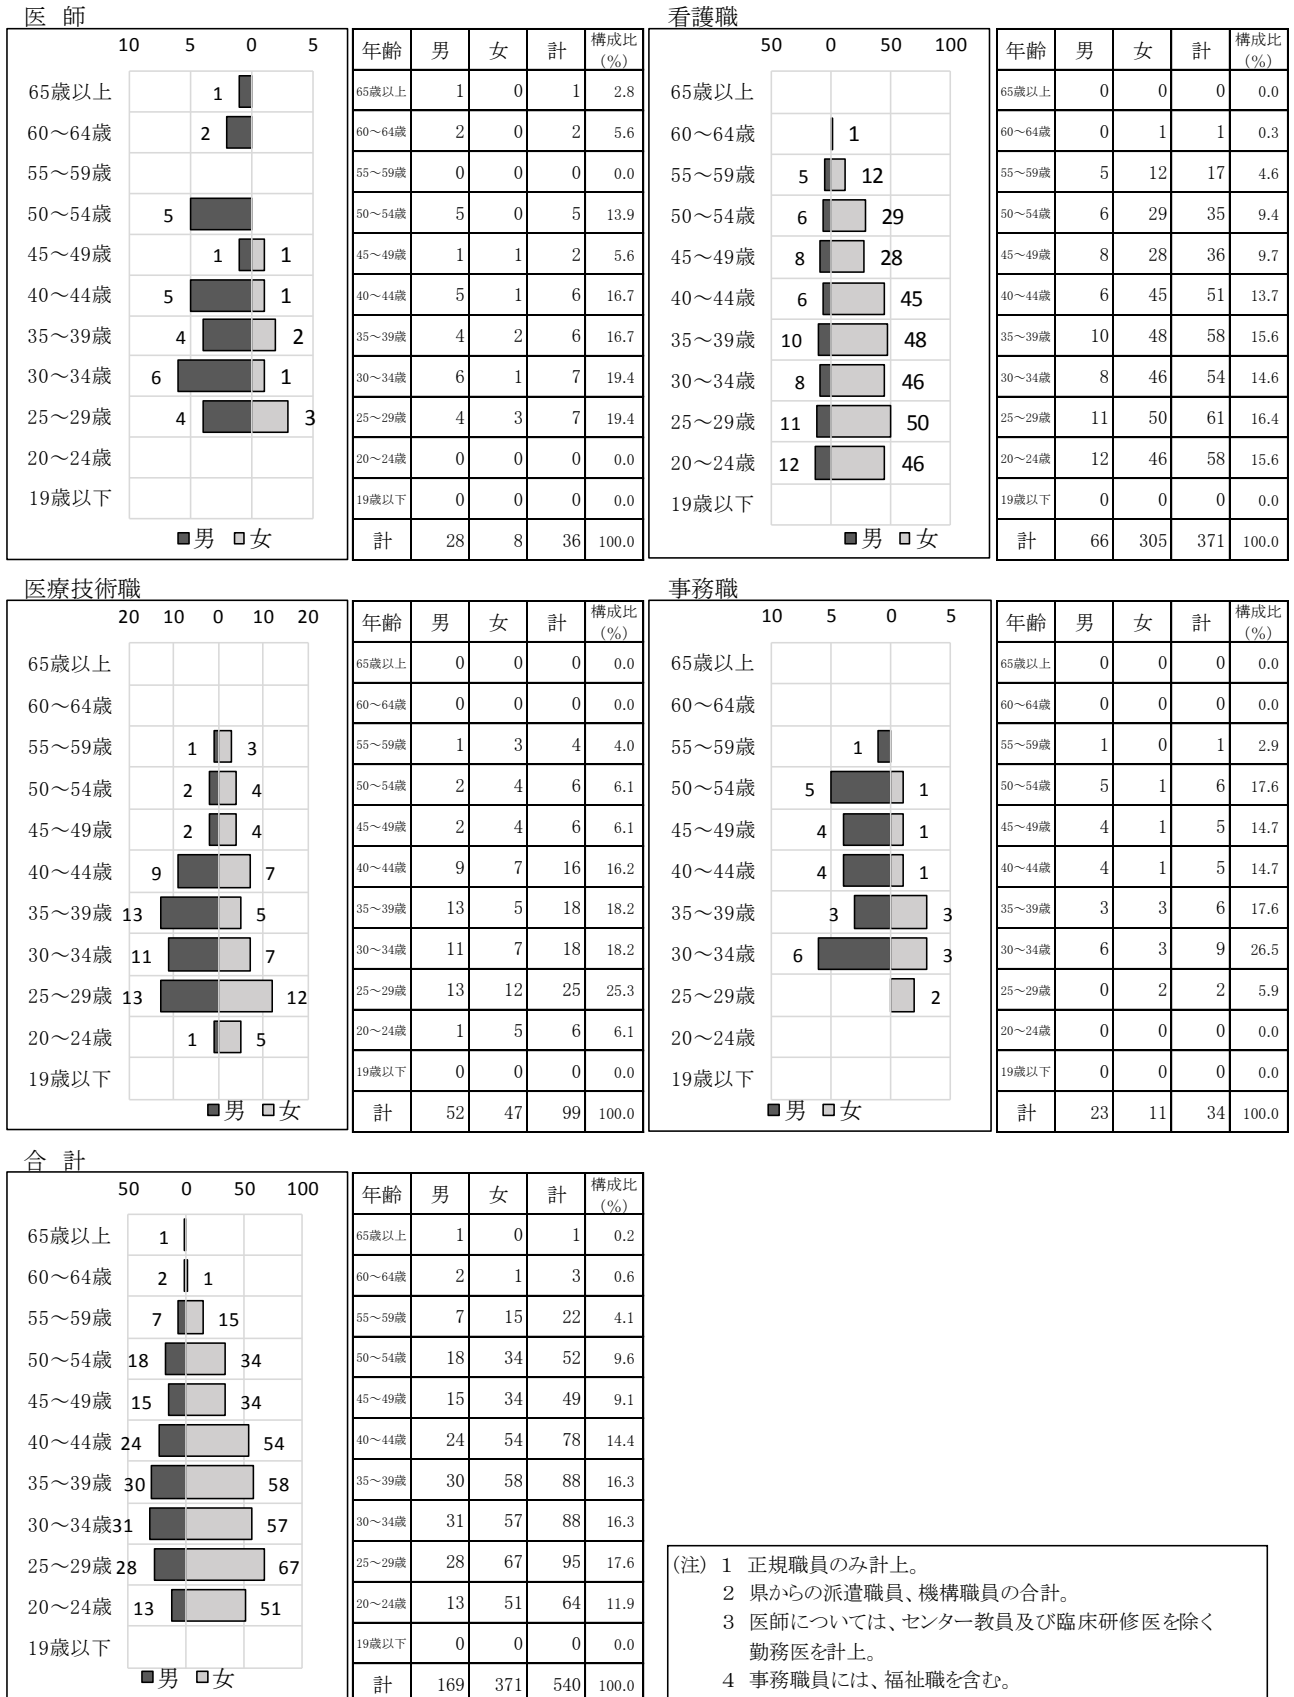 医 師
10 5 0 5
65歳以上 1
60～64歳 2
55～59歳
50～54歳 5
45～49歳 1 1
40～44歳 5 1
35～39歳 4 2
30～34歳 6 1
25～29歳 4 3
20～24歳
19歳以下
■男 □女
年齢 男 女 計 構成比(%)
65歳以上 1 0 1 2.8
60～64歳 2 0 2 5.6
55～59歳 0 0 0 0.0
50～54歳 5 0 5 13.9
45～49歳 1 1 2 5.6
40～44歳 5 1 6 16.7
35～39歳 4 2 6 16.7
30～34歳 6 1 7 19.4
25～29歳 4 3 7 19.4
20～24歳 0 0 0 0.0
19歳以下 0 0 0 0.0
計 28 8 36 100.0
看護職
50 0 50 100
65歳以上
60～64歳 1
55～59歳 5 12
50～54歳 6 29
45～49歳 8 28
40～44歳 6 45
35～39歳 10 48
30～34歳 8 46
25～29歳 11 50
20～24歳 12 46
19歳以下
■男 □女
年齢 男 女 計 構成比(%)
65歳以上 0 0 0 0.0
60～64歳 0 1 1 0.3
55～59歳 5 12 17 4.6
50～54歳 6 29 35 9.4
45～49歳 8 28 36 9.7
40～44歳 6 45 51 13.7
35～39歳 10 48 58 15.6
30～34歳 8 46 54 14.6
25～29歳 11 50 61 16.4
20～24歳 12 46 58 15.6
19歳以下 0 0 0 0.0
計 66 305 371 100.0
医療技術職
20 10 0 10 20
65歳以上
60～64歳
55～59歳 1 3
50～54歳 2 4
45～49歳 2 4
40～44歳 9 7
35～39歳 13 5
30～34歳 11 7
25～29歳 13 12
20～24歳 1 5
19歳以下
■男 □女
年齢 男 女 計 構成比(%)
65歳以上 0 0 0 0.0
60～64歳 0 0 0 0.0
55～59歳 1 3 4 4.0
50～54歳 2 4 6 6.1
45～49歳 2 4 6 6.1
40～44歳 9 7 16 16.2
35～39歳 13 5 18 18.2
30～34歳 11 7 18 18.2
25～29歳 13 12 25 25.3
20～24歳 1 5 6 6.1
19歳以下 0 0 0 0.0
計 52 47 99 100.0
事務職
10 5 0 5
65歳以上
60～64歳
55～59歳 1
50～54歳 5 1
45～49歳 4 1
40～44歳 4 1
35～39歳 3 3
30～34歳 6 3
25～29歳 2
20～24歳
19歳以下
■男 □女
年齢 男 女 計 構成比(%)
65歳以上 0 0 0 0.0
60～64歳 0 0 0 0.0
55～59歳 1 0 1 2.9
50～54歳 5 1 6 17.6
45～49歳 4 1 5 14.7
40～44歳 4 1 5 14.7
35～39歳 3 3 6 17.6
30～34歳 6 3 9 26.5
25～29歳 0 2 2 5.9
20～24歳 0 0 0 0.0
19歳以下 0 0 0 0.0
計 23 11 34 100.0
合 計
50 0 50 100
65歳以上 1
60～64歳 2 1
55～59歳 7 15
50～54歳 18 34
45～49歳 15 34
40～44歳 24 54
35～39歳 30 58
30～34歳 31 57
25～29歳 28 67
20～24歳 13 51
19歳以下
■男 □女
年齢 男 女 計 構成比(%)
65歳以上 1 0 1 0.2
60～64歳 2 1 3 0.6
55～59歳 7 15 22 4.1
50～54歳 18 34 52 9.6
45～49歳 15 34 49 9.1
40～44歳 24 54 78 14.4
35～39歳 30 58 88 16.3
30～34歳 31 57 88 16.3
25～29歳 28 67 95 17.6
20～24歳 13 51 64 11.9
19歳以下 0 0 0 0.0
計 169 371 540 100.0
(注) 1 正規職員のみ計上。
2 県からの派遣職員、機構職員の合計。
3 医師については、センター教員及び臨床研修医を除く
勤務医を計上。
4 事務職員には、福祉職を含む。